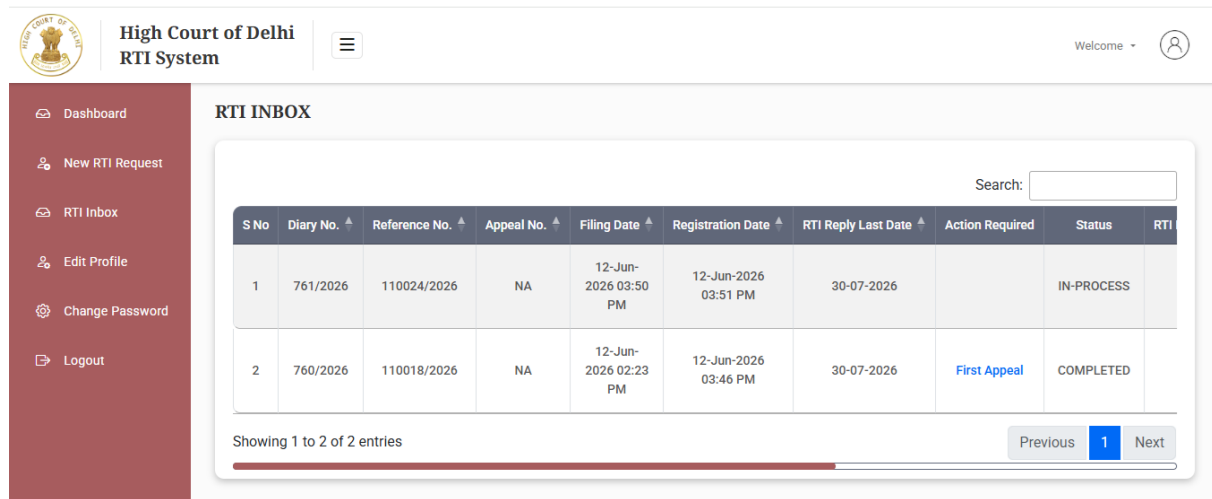 High Court of Delhi
RTI System
Welcome
Dashboard
New RTI Request
RTI Inbox
Edit Profile
Change Password
Logout
RTI INBOX
Search:
S No Diary No. Reference No. Appeal No. Filing Date Registration Date RTI Reply Last Date Action Required Status RTI
1 761/2026 110024/2026 NA 12-Jun-2026 03:50 PM 12-Jun-2026 03:51 PM 30-07-2026 IN-PROCESS
2 760/2026 110018/2026 NA 12-Jun-2026 02:23 PM 12-Jun-2026 03:46 PM 30-07-2026 First Appeal COMPLETED
Showing 1 to 2 of 2 entries
Previous 1 Next